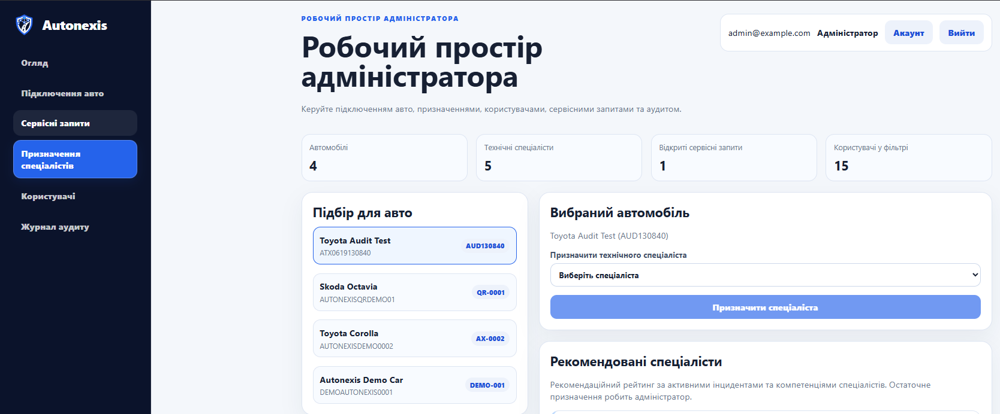 Autonexis
Огляд
Підключення авто
Сервісні запити
Призначення
спеціалістів
Користувачі
Журнал аудиту
РОБОЧИЙ ПРОСТІР АДМІНІСТРАТОРА
Робочий простір
адміністратора
Керуйте підключенням авто, призначеннями, користувачами, сервісними запитами та аудитом.
admin@example.com Адміністратор Акаунт Вийти
Автомобілі
4
Технічні спеціалісти
5
Відкриті сервісні запити
1
Користувачі у фільтрі
15
Підбір для авто
Toyota Audit Test
ATX0619130840
AUD130840
Skoda Octavia
AUTONEXISQRDEMO01
QR-0001
Toyota Corolla
AUTONEXISDEMO0002
AX-0002
Autonexis Demo Car
DEMOAUTONEXIS0001
DEMO-001
Вибраний автомобіль
Toyota Audit Test (AUD130840)
Призначити технічного спеціаліста
Виберіть спеціаліста
Призначити спеціаліста
Рекомендовані спеціалісти
Рекомендаційний рейтинг за активними інцидентами та компетенціями спеціалістів. Остаточне
призначення робить адміністратор.